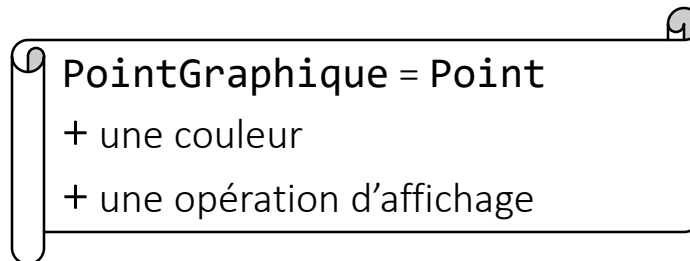 PointGraphique = Point
+ une couleur
+ une opération d’affichage